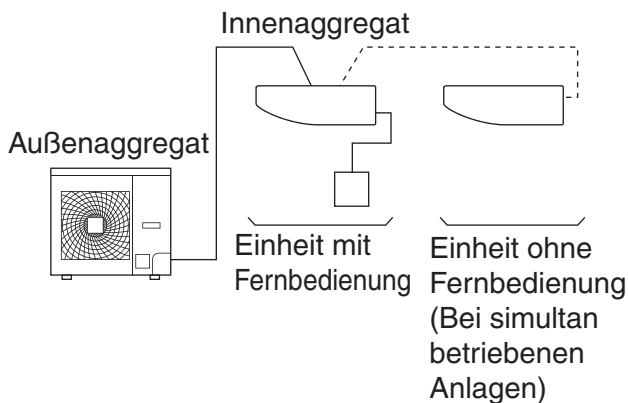 Innenaggregat
Außenaggregat
Einheit mit
Fernbedienung
Einheit ohne
Fernbedienung
(Bei simultan
betriebenen
Anlagen)